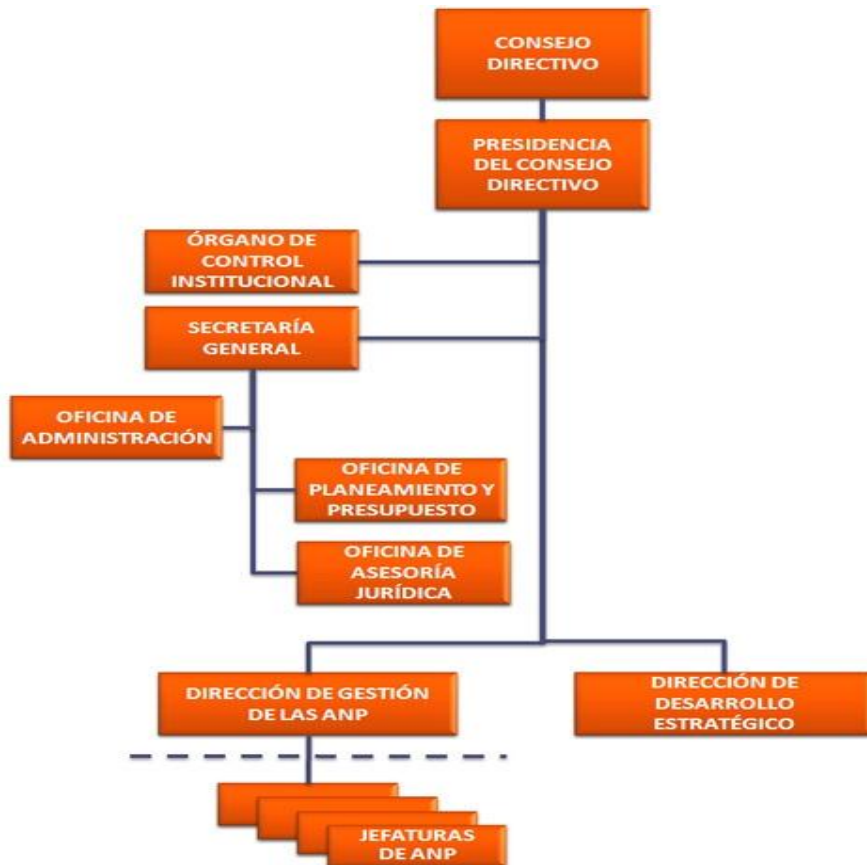 CONSEJO
DIRECTIVO
PRESIDENCIA
DEL CONSEJO
DIRECTIVO
ÓRGANO DE
CONTROL
INSTITUCIONAL
SECRETARÍA
GENERAL
OFICINA DE
ADMINISTRACIÓN
OFICINA DE
PLANEAMIENTO Y
PRESUPUESTO
OFICINA DE
ASESORÍA
JURÍDICA
DIRECCIÓN DE GESTIÓN
DE LAS ANP
DIRECCIÓN DE
DESARROLLO
ESTRATÉGICO
JEFATURAS
DE ANP